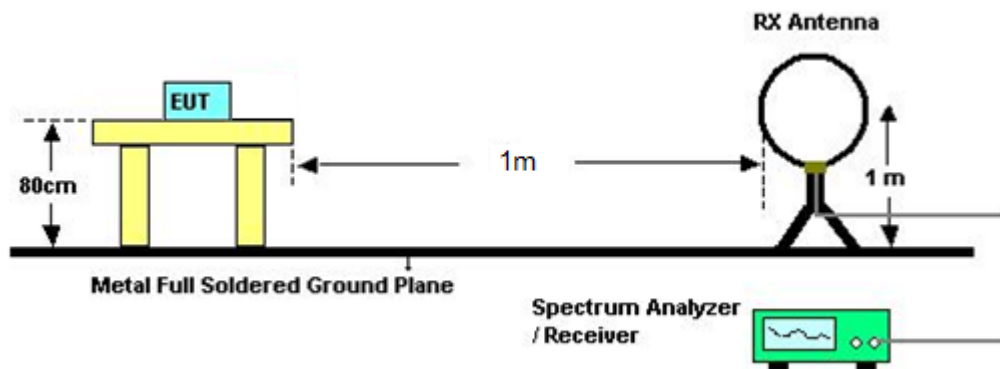 RX Antenna
EUT
80cm
1m
1 m
Metal Full Soldered Ground Plane
Spectrum Analyzer
/ Receiver